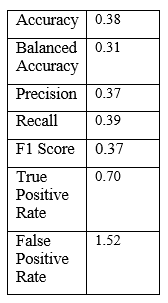 Accuracy 0.38
Balanced 0.31
Accuracy
Precision 0.37
Recall 0.39
F1 Score 0.37
True 0.70
Positive
Rate
False 1.52
Positive
Rate